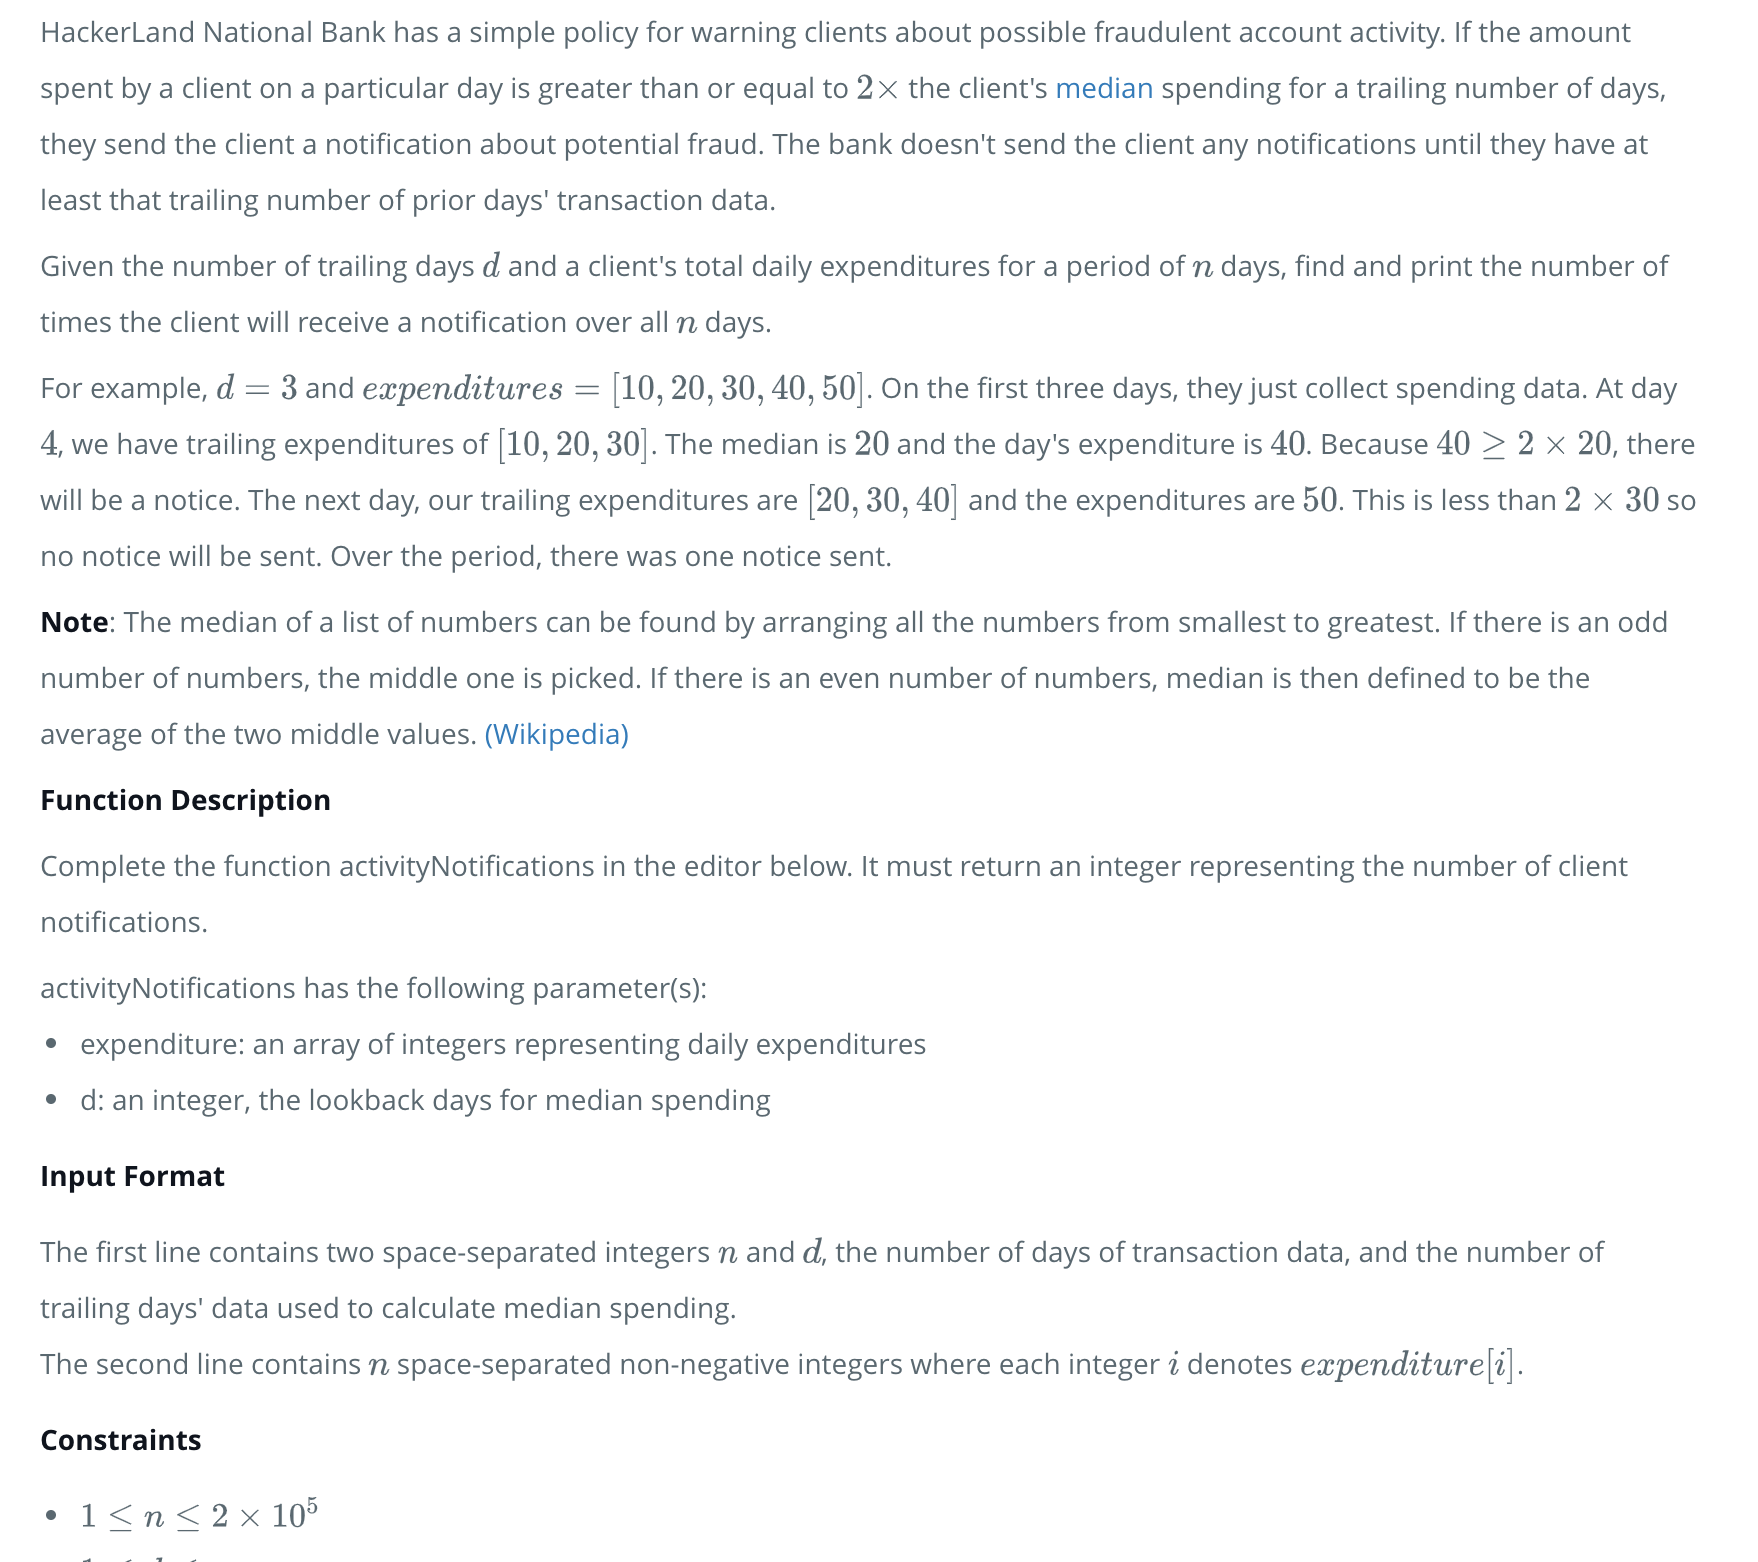 HackerLand National Bank has a simple policy for warning clients about possible fraudulent account activity. If the amount
spent by a client on a particular day is greater than or equal to 2× the client's median spending for a trailing number of days,
they send the client a notification about potential fraud. The bank doesn't send the client any notifications until they have at
least that trailing number of prior days' transaction data.
Given the number of trailing days d and a client's total daily expenditures for a period of n days, find and print the number of
times the client will receive a notification over all n days.
For example, d = 3 and expenditures = [10, 20, 30, 40, 50]. On the first three days, they just collect spending data. At day
4, we have trailing expenditures of [10, 20, 30]. The median is 20 and the day's expenditure is 40. Because 40 ≥ 2 × 20, there
will be a notice. The next day, our trailing expenditures are [20, 30, 40] and the expenditures are 50. This is less than 2 × 30 so
no notice will be sent. Over the period, there was one notice sent.
Note: The median of a list of numbers can be found by arranging all the numbers from smallest to greatest. If there is an odd
number of numbers, the middle one is picked. If there is an even number of numbers, median is then defined to be the
average of the two middle values. (Wikipedia)
Function Description
Complete the function activityNotifications in the editor below. It must return an integer representing the number of client
notifications.
activityNotifications has the following parameter(s):
• expenditure: an array of integers representing daily expenditures
• d: an integer, the lookback days for median spending
Input Format
The first line contains two space-separated integers n and d, the number of days of transaction data, and the number of
trailing days' data used to calculate median spending.
The second line contains n space-separated non-negative integers where each integer i denotes expenditure[i].
Constraints
• 1 ≤ n ≤ 2 × 10⁵